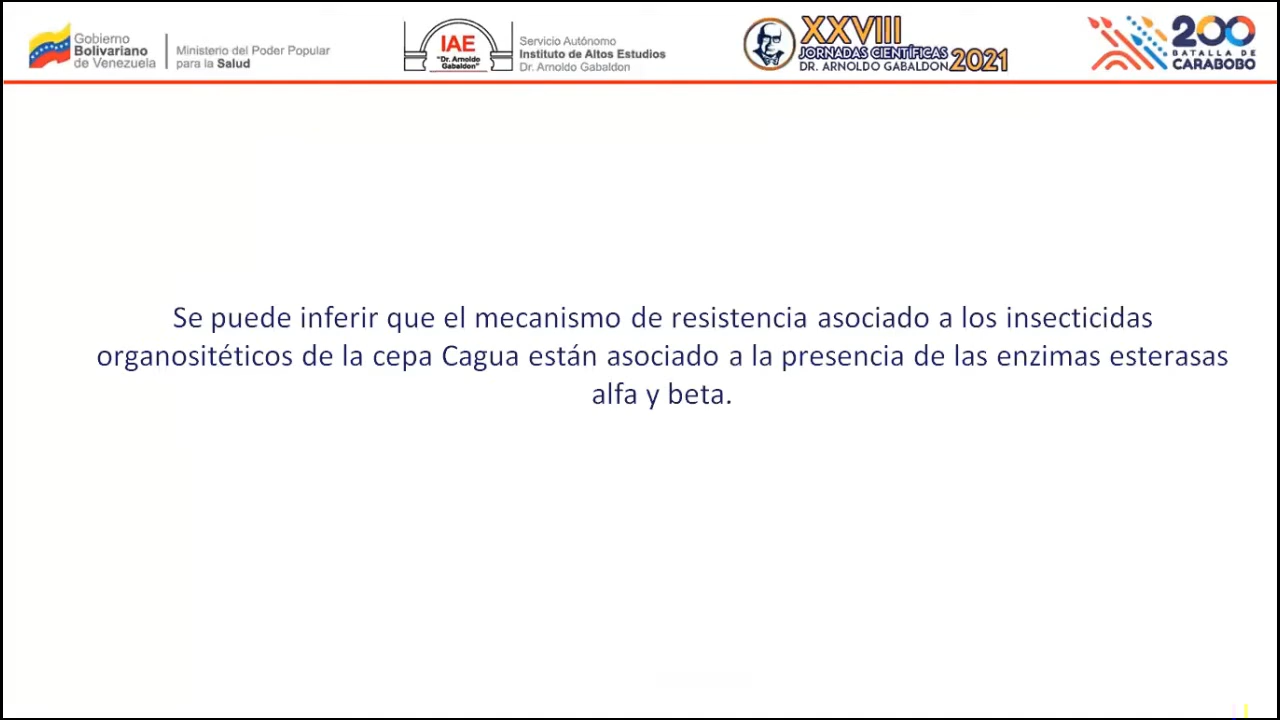 Gobierno
Bolivariano
de Venezuela
Ministerio del Poder Popular
para la Salud
IAE
"Dr. Arnoldo
Gabaldon"
Servicio Autónomo
Instituto de Altos Estudios
Dr. Arnoldo Gabaldon
XXVIII
JORNADAS CIENTÍFICAS
DR. ARNOLDO GABALDON 2021
200
BATALLA DE
CARABOBO
Se puede inferir que el mecanismo de resistencia asociado a los insecticidas
organositéticos de la cepa Cagua están asociado a la presencia de las enzimas esterasas
alfa y beta.